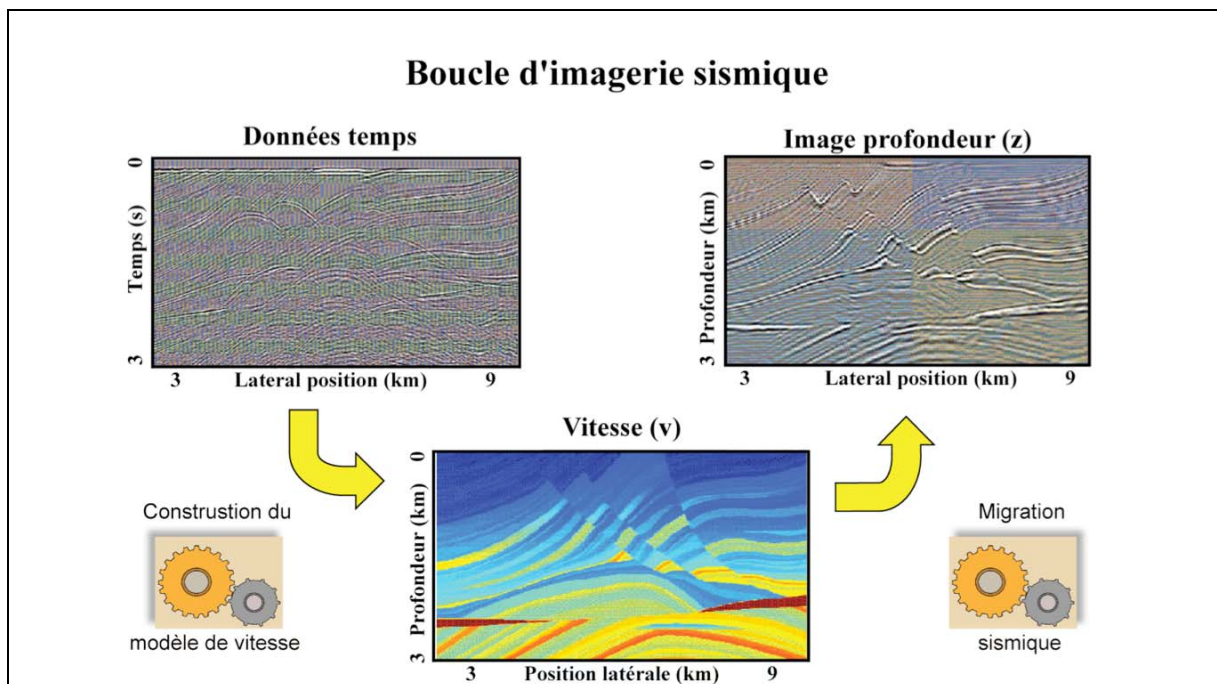 Boucle d'imagerie sismique
Données temps
0
Temps (s)
3
3 Lateral position (km) 9
Image profondeur (z)
0
Profondeur (km)
3
3 Lateral position (km) 9
Vitesse (v)
0
Profondeur (km)
3
3 Position latérale (km) 9
Constrution du
modèle de vitesse
Migration
sismique